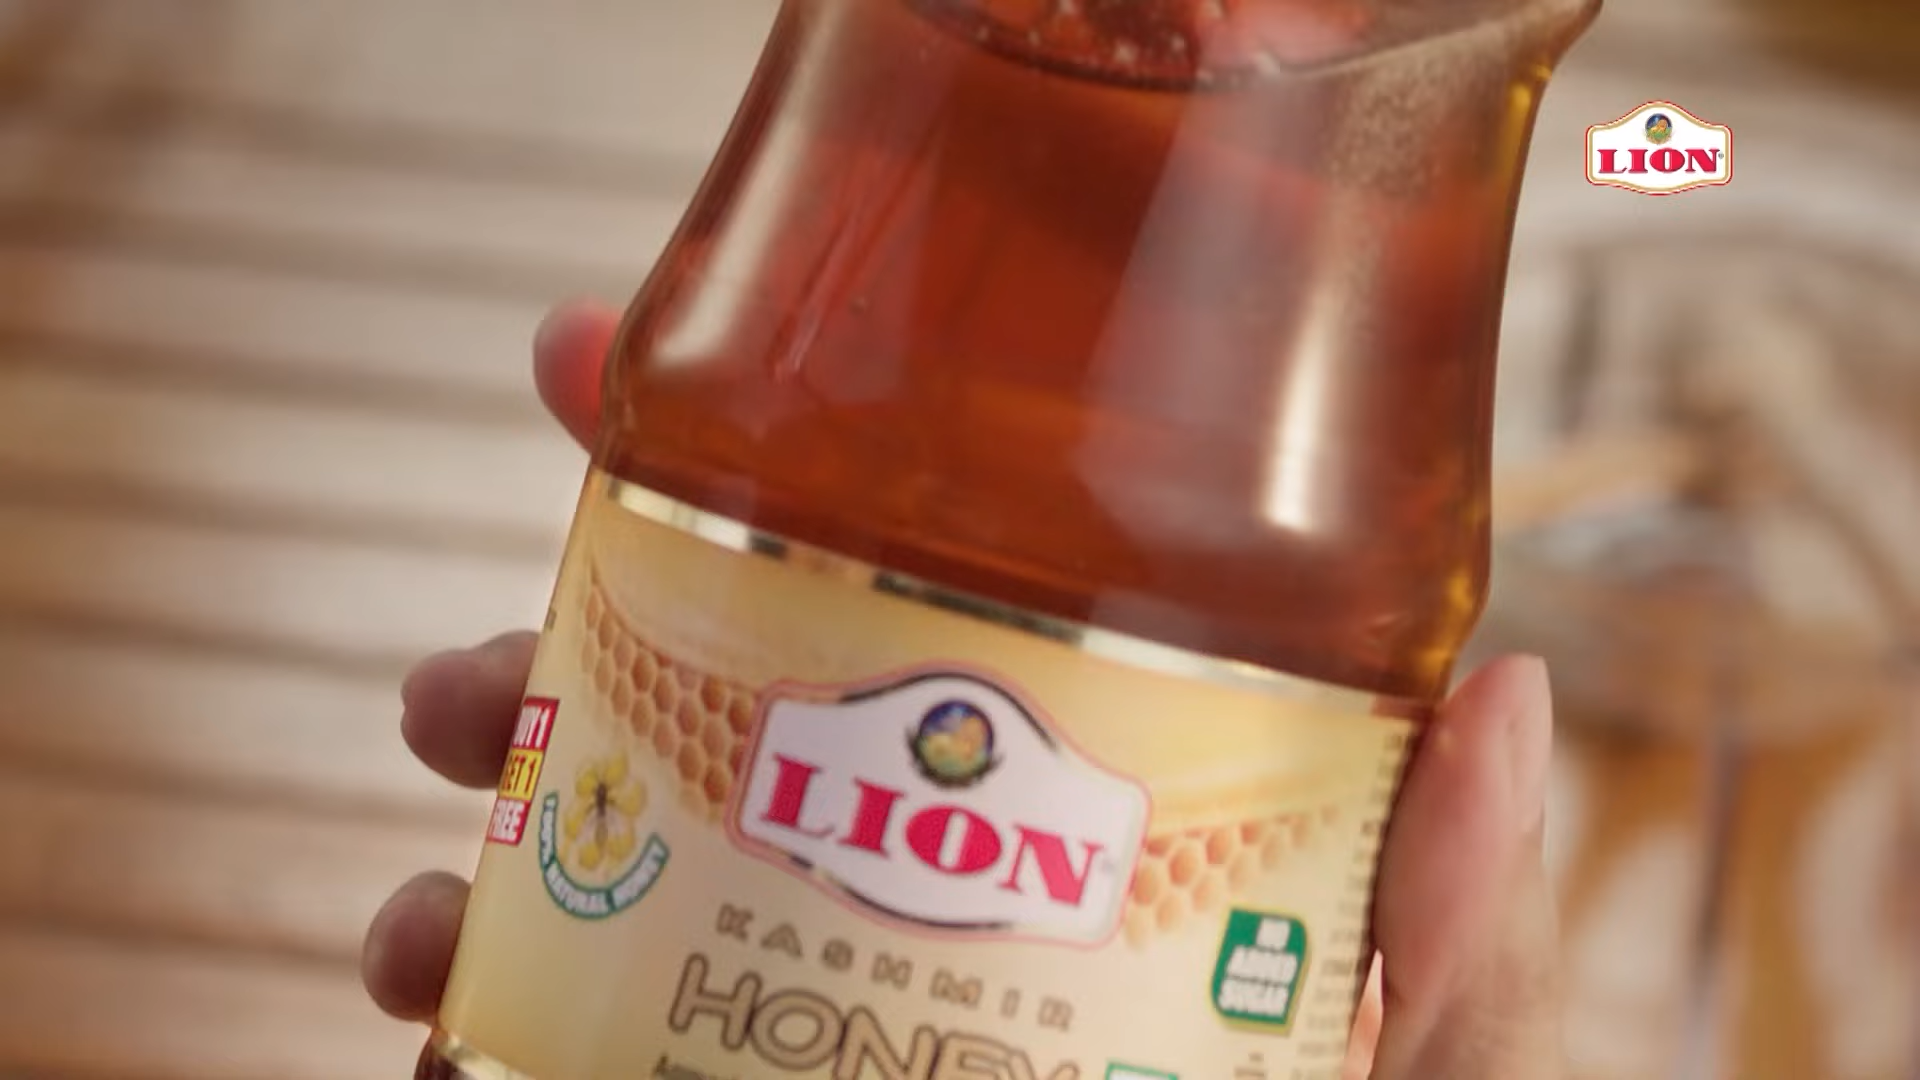 LION
LION
BUY 1
GET 1
FREE
100% NATURAL HONEY
KASHMIR
HONEY
NO
ADDED
SUGAR